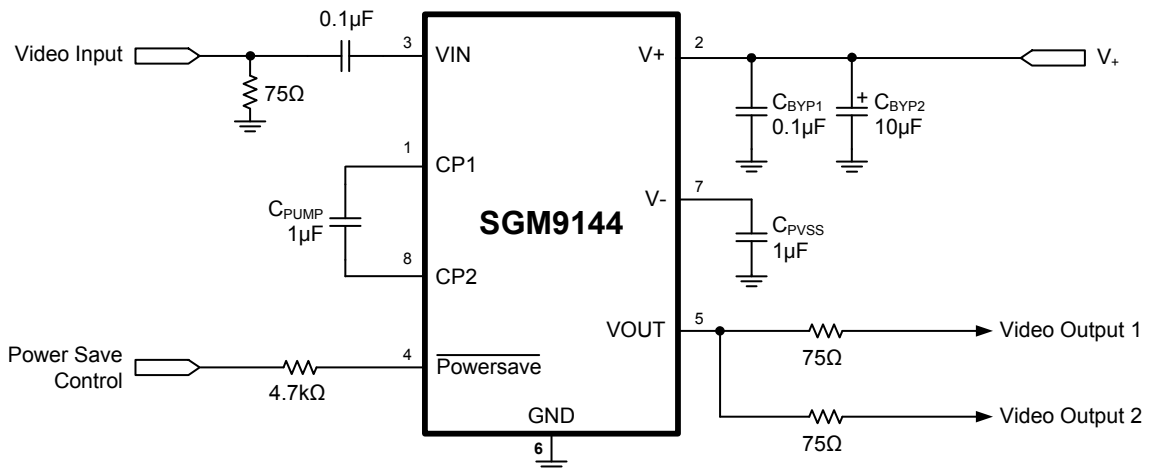 0.1µF
Video Input
3
VIN
V+
2
V+
75Ω
CBYP1
0.1µF
+
CBYP2
10µF
1
CP1
CPUMP
1µF
8
CP2
SGM9144
V-
7
CPVSS
1µF
VOUT
5
75Ω
Video Output 1
Power Save
Control
4.7kΩ
4
Powersave
GND
6
75Ω
Video Output 2